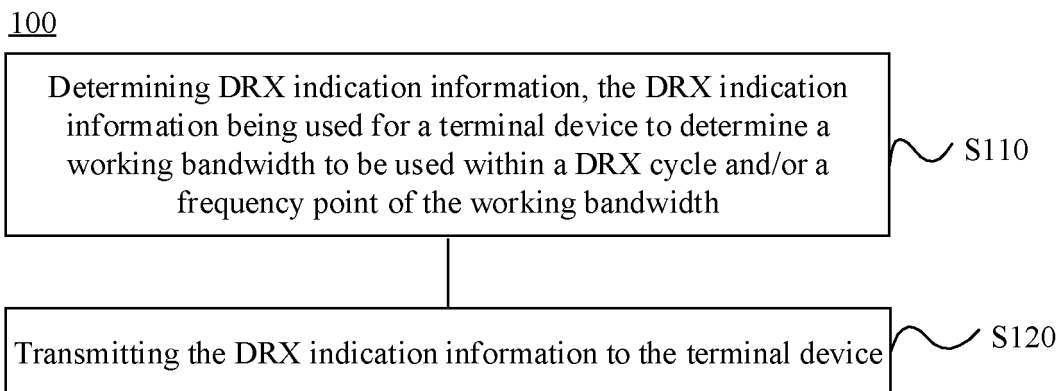 100
Determining DRX indication information, the DRX indication
information being used for a terminal device to determine a
working bandwidth to be used within a DRX cycle and/or a
frequency point of the working bandwidth
S110
Transmitting the DRX indication information to the terminal device
S120